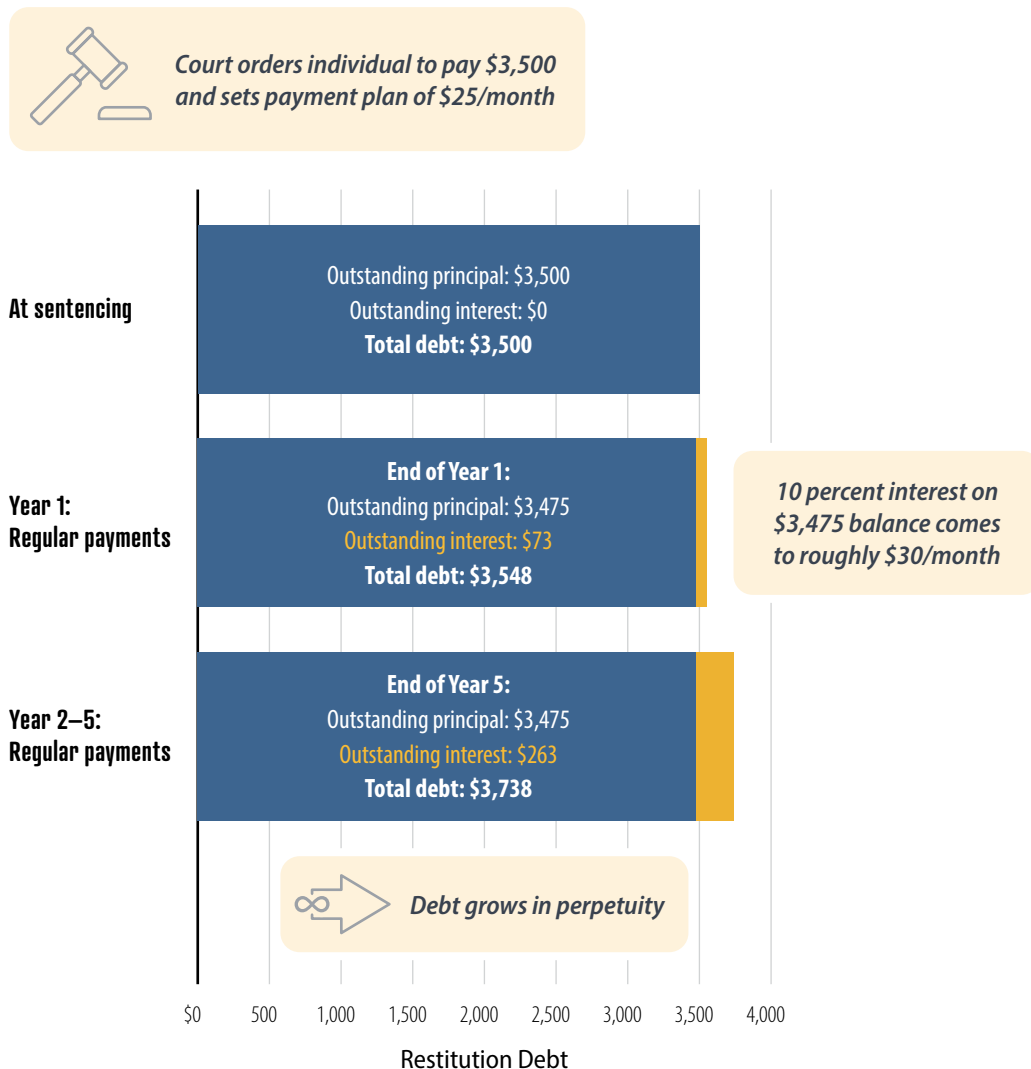 Court orders individual to pay $3,500
and sets payment plan of $25/month
At sentencing
Outstanding principal: $3,500
Outstanding interest: $0
Total debt: $3,500
Year 1:
Regular payments
End of Year 1:
Outstanding principal: $3,475
Outstanding interest: $73
Total debt: $3,548
10 percent interest on
$3,475 balance comes
to roughly $30/month
Year 2–5:
Regular payments
End of Year 5:
Outstanding principal: $3,475
Outstanding interest: $263
Total debt: $3,738
Debt grows in perpetuity
$0 500 1,000 1,500 2,000 2,500 3,000 3,500 4,000
Restitution Debt